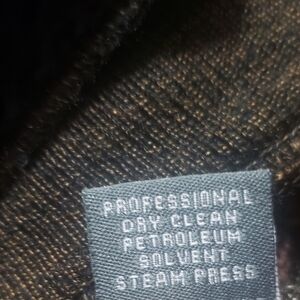 PROFESSIONAL
DRY CLEAN
PETROLEUM
SOLVENT
STEAM PRESS